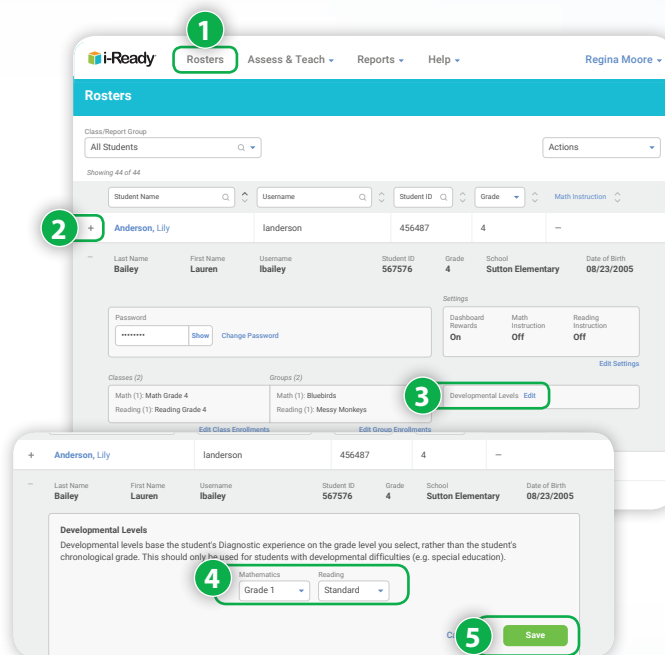 1
i-Ready Rosters Assess & Teach Reports Help Regina Moore
Rosters
Class/Report Group
All Students Actions
Showing 44 of 44
Student Name Username Student ID Grade Math Instruction
2 + Anderson, Lily landerson 456487 4 –
– Last Name First Name Username Student ID Grade School Date of Birth
Bailey Lauren lbailey 567576 4 Sutton Elementary 08/23/2005
Settings
Password
•••••••• Show Change Password
Dashboard Rewards Math Instruction Reading Instruction
On Off Off
Edit Settings
Classes (2) Groups (2)
Math (1): Math Grade 4 Math (1): Bluebirds 3 Developmental Levels Edit
Reading (1): Reading Grade 4 Reading (1): Messy Monkeys
Edit Class Enrollments Edit Group Enrollments
+ Anderson, Lily landerson 456487 4 –
– Last Name First Name Username Student ID Grade School Date of Birth
Bailey Lauren lbailey 567576 4 Sutton Elementary 08/23/2005
Developmental Levels
Developmental levels base the student's Diagnostic experience on the grade level you select, rather than the student's
chronological grade. This should only be used for students with developmental difficulties (e.g. special education).
4 Mathematics Reading
Grade 1 Standard
5 Save